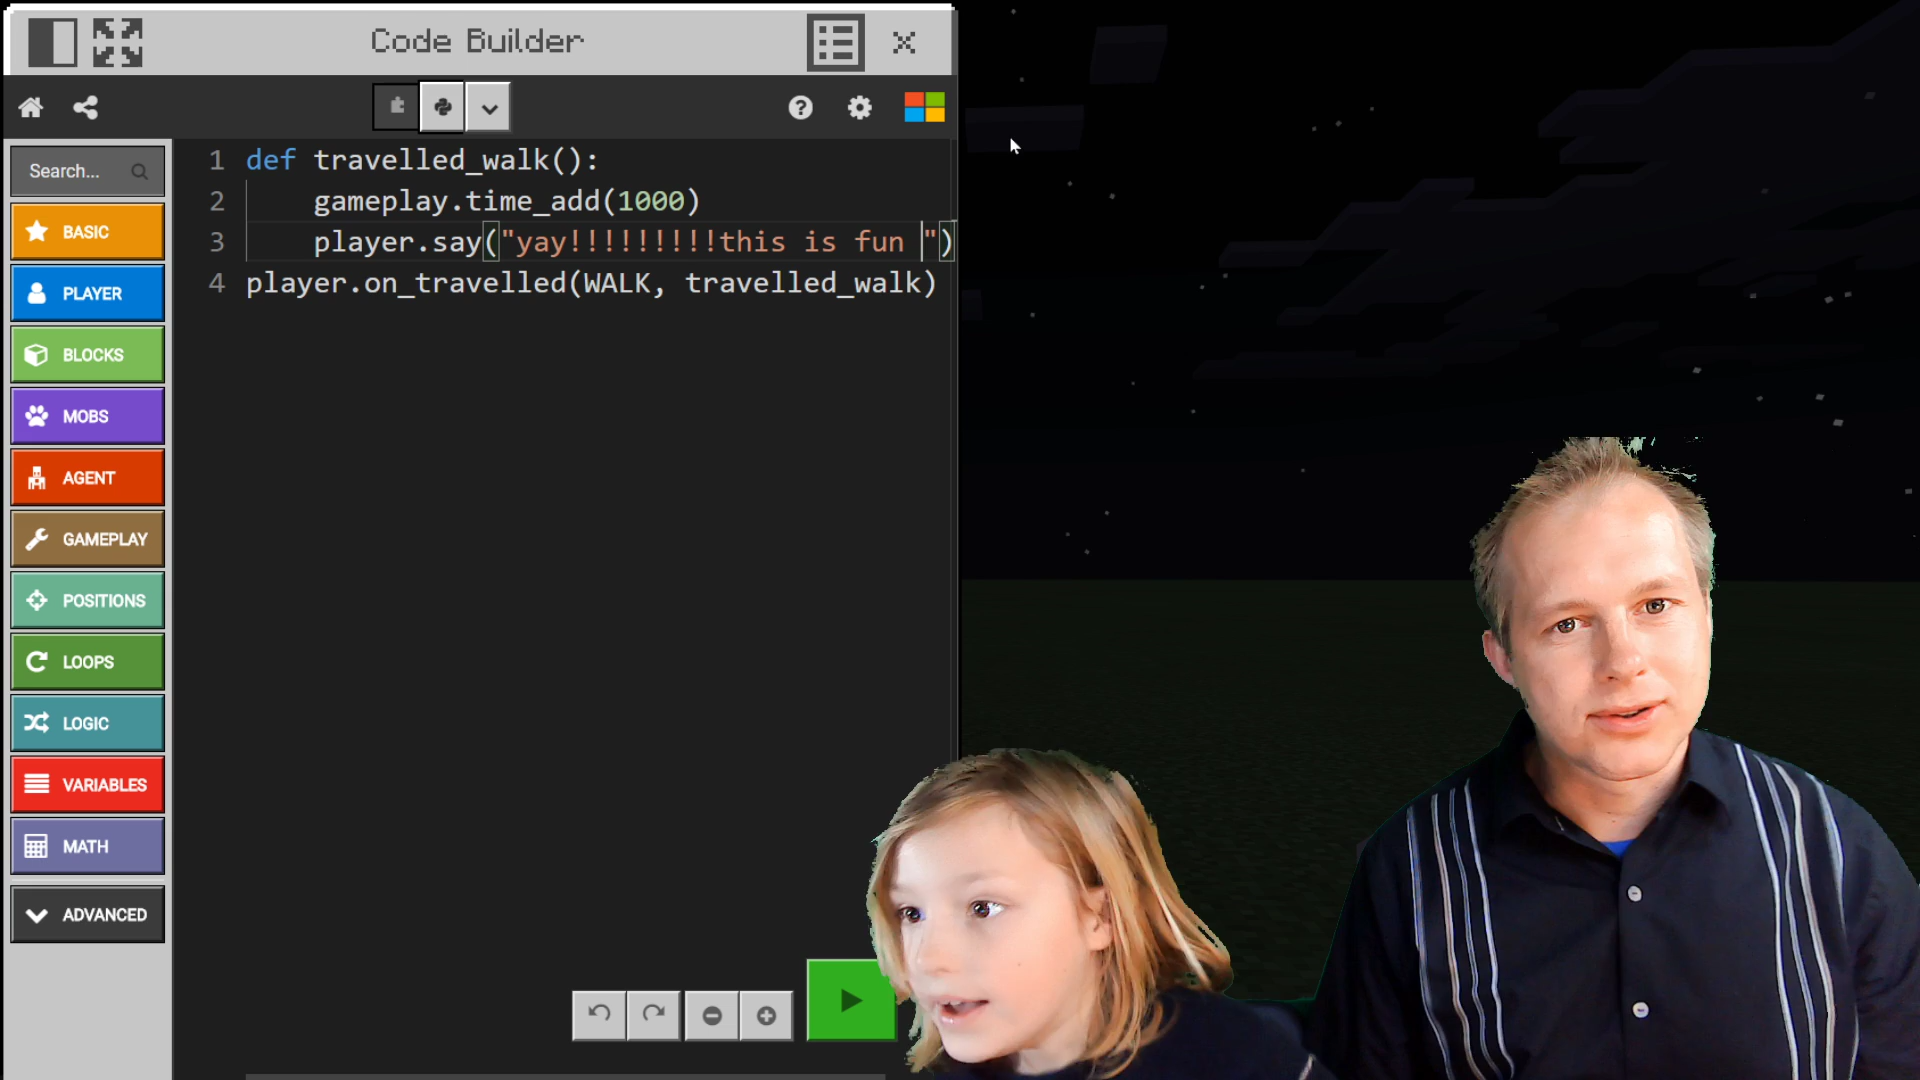 Code Builder
Search...
BASIC
PLAYER
BLOCKS
MOBS
AGENT
GAMEPLAY
POSITIONS
LOOPS
LOGIC
VARIABLES
MATH
ADVANCED
1 def travelled_walk():
2 gameplay.time_add(1000)
3 player.say("yay!!!!!!!!!!this is fun ")
4 player.on_travelled(WALK, travelled_walk)